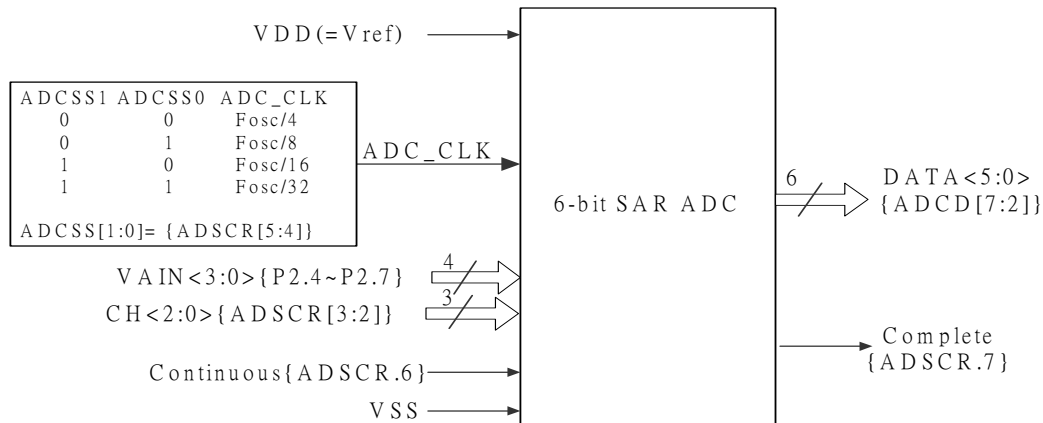 VDD(=Vref)
ADCSS1 ADCSS0 ADC_CLK
0 0 Fosc/4
0 1 Fosc/8
1 0 Fosc/16
1 1 Fosc/32
ADCSS[1:0]= {ADSCR[5:4]}
ADC_CLK
6-bit SAR ADC
6
DATA<5:0>
{ADCD[7:2]}
VAIN<3:0>{P2.4~P2.7}
4
CH<2:0>{ADSCR[3:2]}
3
Complete
{ADSCR.7}
Continuous{ADSCR.6}
VSS